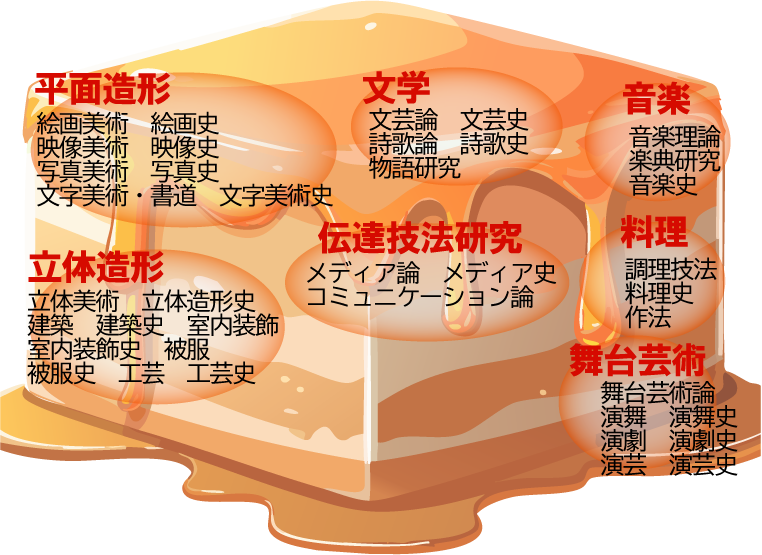 平面造形
絵画美術　絵画史
映像美術　映像史
写真美術　写真史
文字美術・書道　文字美術史
文学
文芸論　文芸史
詩歌論　詩歌史
物語研究
音楽
音楽理論
楽典研究
音楽史
立体造形
立体美術　立体造形史
建築　建築史　室内装飾
室内装飾史　被服
被服史　工芸　工芸史
伝達技法研究
メディア論　メディア史
コミュニケーション論
料理
調理技法
料理史
作法
舞台芸術
舞台芸術論
演舞　演舞史
演劇　演劇史
演芸　演芸史